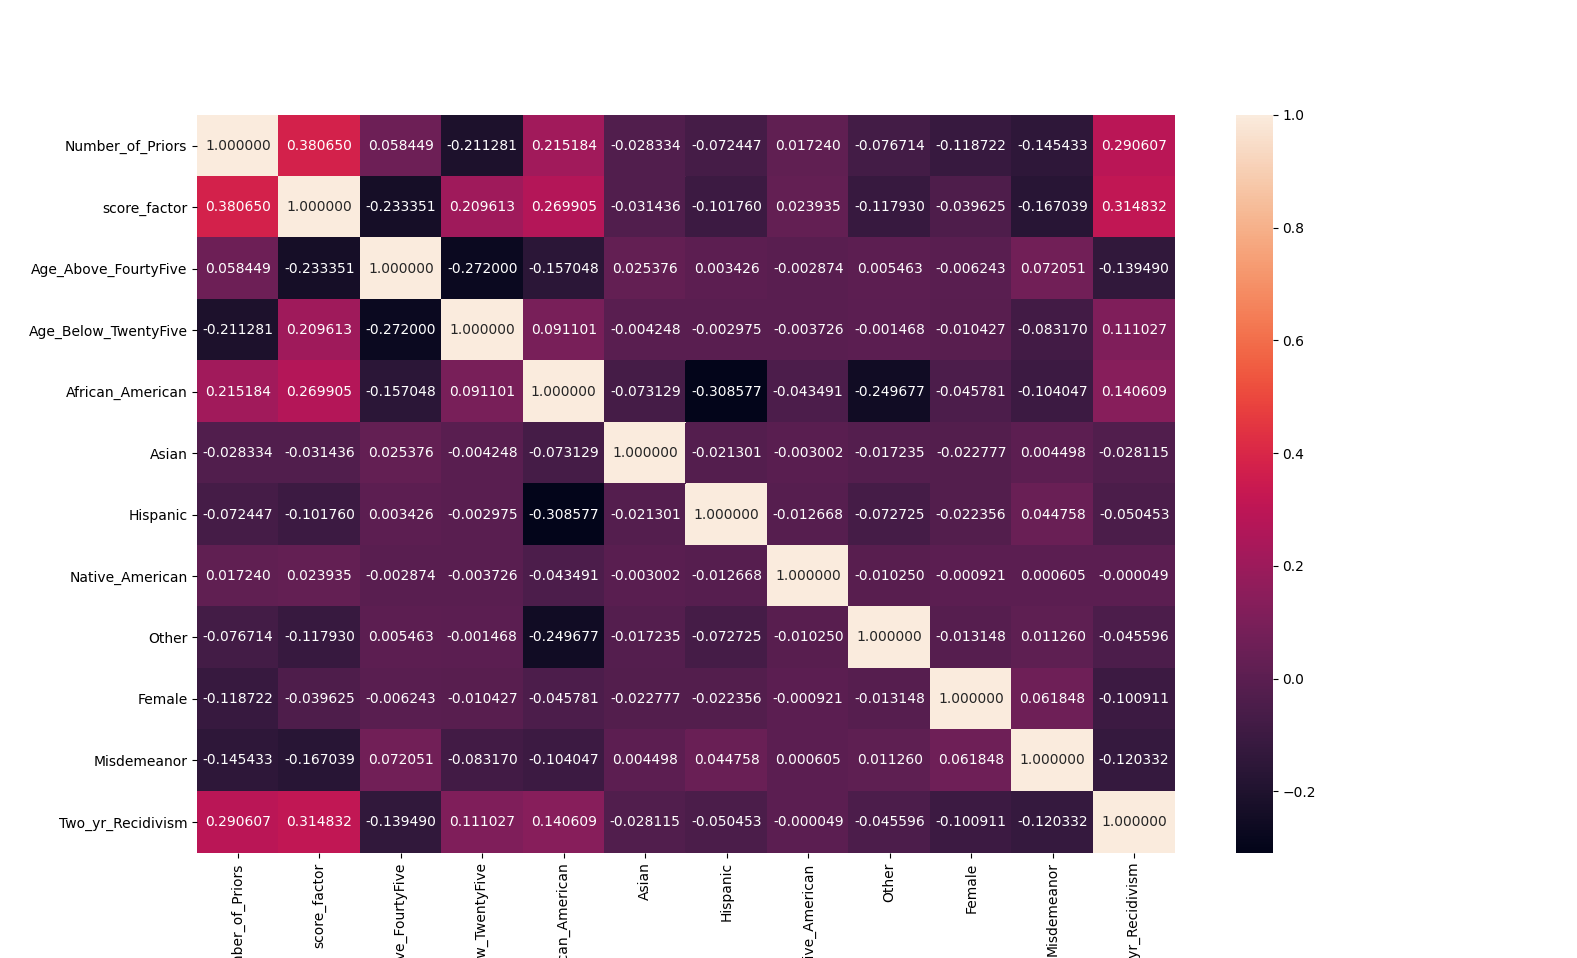 1.0
Number_of_Priors 1.000000 0.380650 0.058449 -0.211281 0.215184 -0.028334 -0.072447 0.017240 -0.076714 -0.118722 -0.145433 0.290607
score_factor 0.380650 1.000000 -0.233351 0.209613 0.269905 -0.031436 -0.101760 0.023935 -0.117930 -0.039625 -0.167039 0.314832
0.8
Age_Above_FourtyFive 0.058449 -0.233351 1.000000 -0.272000 -0.157048 0.025376 0.003426 -0.002874 0.005463 -0.006243 0.072051 -0.139490
Age_Below_TwentyFive -0.211281 0.209613 -0.272000 1.000000 0.091101 -0.004248 -0.002975 -0.003726 -0.001468 -0.010427 -0.083170 0.111027
0.6
African_American 0.215184 0.269905 -0.157048 0.091101 1.000000 -0.073129 -0.308577 -0.043491 -0.249677 -0.045781 -0.104047 0.140609
Asian -0.028334 -0.031436 0.025376 -0.004248 -0.073129 1.000000 -0.021301 -0.003002 -0.017235 -0.022777 0.004498 -0.028115
0.4
Hispanic -0.072447 -0.101760 0.003426 -0.002975 -0.308577 -0.021301 1.000000 -0.012668 -0.072725 -0.022356 0.044758 -0.050453
0.2
Native_American 0.017240 0.023935 -0.002874 -0.003726 -0.043491 -0.003002 -0.012668 1.000000 -0.010250 -0.000921 0.000605 -0.000049
Other -0.076714 -0.117930 0.005463 -0.001468 -0.249677 -0.017235 -0.072725 -0.010250 1.000000 -0.013148 0.011260 -0.045596
0.0
Female -0.118722 -0.039625 -0.006243 -0.010427 -0.045781 -0.022777 -0.022356 -0.000921 -0.013148 1.000000 0.061848 -0.100911
Misdemeanor -0.145433 -0.167039 0.072051 -0.083170 -0.104047 0.004498 0.044758 0.000605 0.011260 0.061848 1.000000 -0.120332
−0.2
Two_yr_Recidivism 0.290607 0.314832 -0.139490 0.111027 0.140609 -0.028115 -0.050453 -0.000049 -0.045596 -0.100911 -0.120332 1.000000
ber_of_Priors
score_factor
ve_FourtyFive
w_TwentyFive
can_American
Asian
Hispanic
ive_American
Other
Female
Misdemeanor
yr_Recidivism